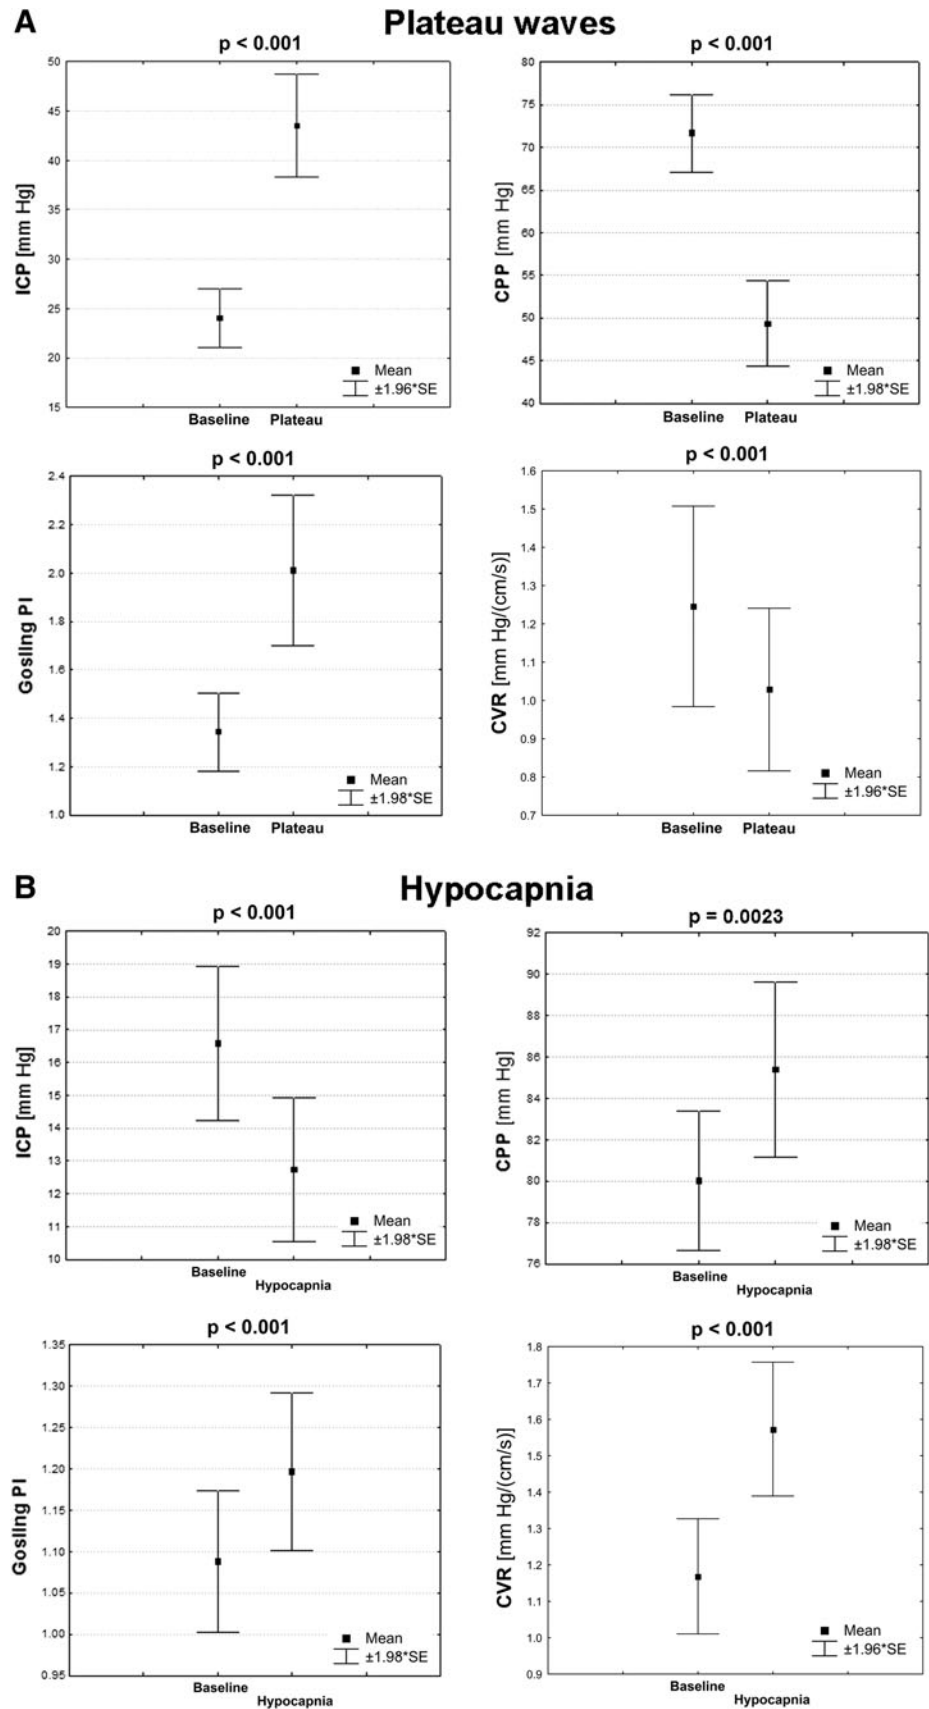 A
Plateau waves
p < 0.001
ICP [mm Hg]
50
45
40
35
30
25
20
15
Mean
±1.96*SE
Baseline
Plateau
p < 0.001
CPP [mm Hg]
80
75
70
65
60
55
50
45
40
Mean
±1.98*SE
Baseline
Plateau
p < 0.001
Gosling PI
2.4
2.2
2.0
1.8
1.6
1.4
1.2
1.0
Mean
±1.98*SE
Baseline
Plateau
p < 0.001
CVR [mm Hg/(cm/s)]
1.6
1.5
1.4
1.3
1.2
1.1
1.0
0.9
0.8
0.7
Mean
±1.96*SE
Baseline
Plateau
B
Hypocapnia
p < 0.001
ICP [mm Hg]
20
19
18
17
16
15
14
13
12
11
10
Mean
±1.98*SE
Baseline
Hypocapnia
p = 0.0023
CPP [mm Hg]
92
90
88
86
84
82
80
78
76
Mean
±1.98*SE
Baseline
Hypocapnia
p < 0.001
Gosling PI
1.35
1.30
1.25
1.20
1.15
1.10
1.05
1.00
0.95
Mean
±1.98*SE
Baseline
Hypocapnia
p < 0.001
CVR [mm Hg/(cm/s)]
1.8
1.7
1.6
1.5
1.4
1.3
1.2
1.1
1.0
0.9
Mean
±1.96*SE
Baseline
Hypocapnia